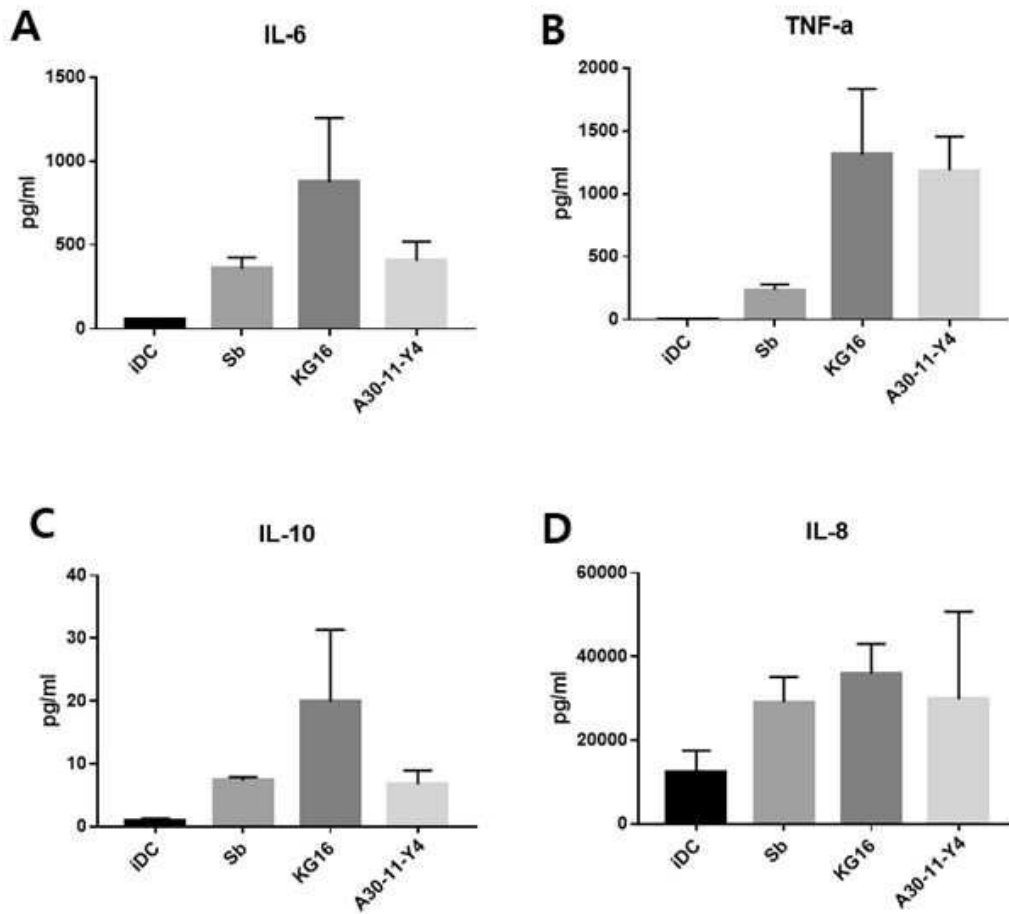 A
IL-6
1500
1000
500
0
pg/ml
iDC
Sb
KG16
A30-11-Y4
B
TNF-a
2000
1500
1000
500
0
pg/ml
iDC
Sb
KG16
A30-11-Y4
C
IL-10
40
30
20
10
0
pg/ml
iDC
Sb
KG16
A30-11-Y4
D
IL-8
60000
40000
20000
0
pg/ml
iDC
Sb
KG16
A30-11-Y4